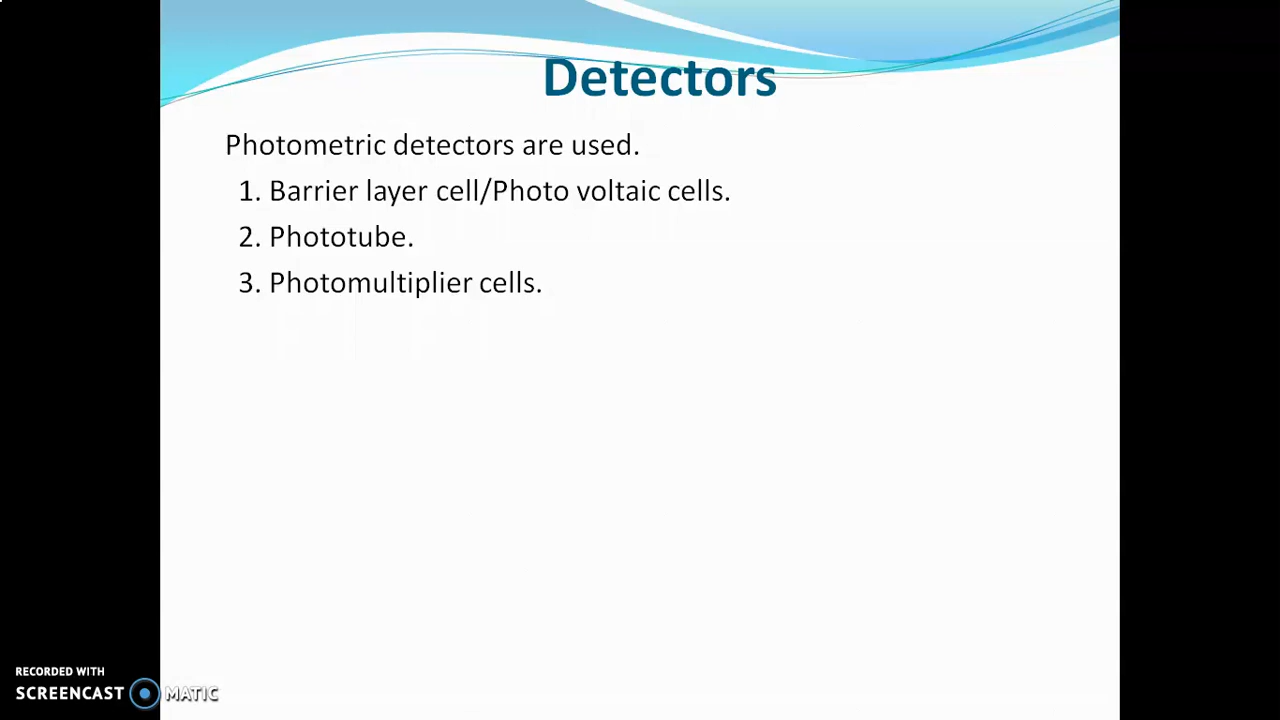 Detectors
Photometric detectors are used.
1. Barrier layer cell/Photo voltaic cells.
2. Phototube.
3. Photomultiplier cells.
RECORDED WITH
SCREENCAST MATIC